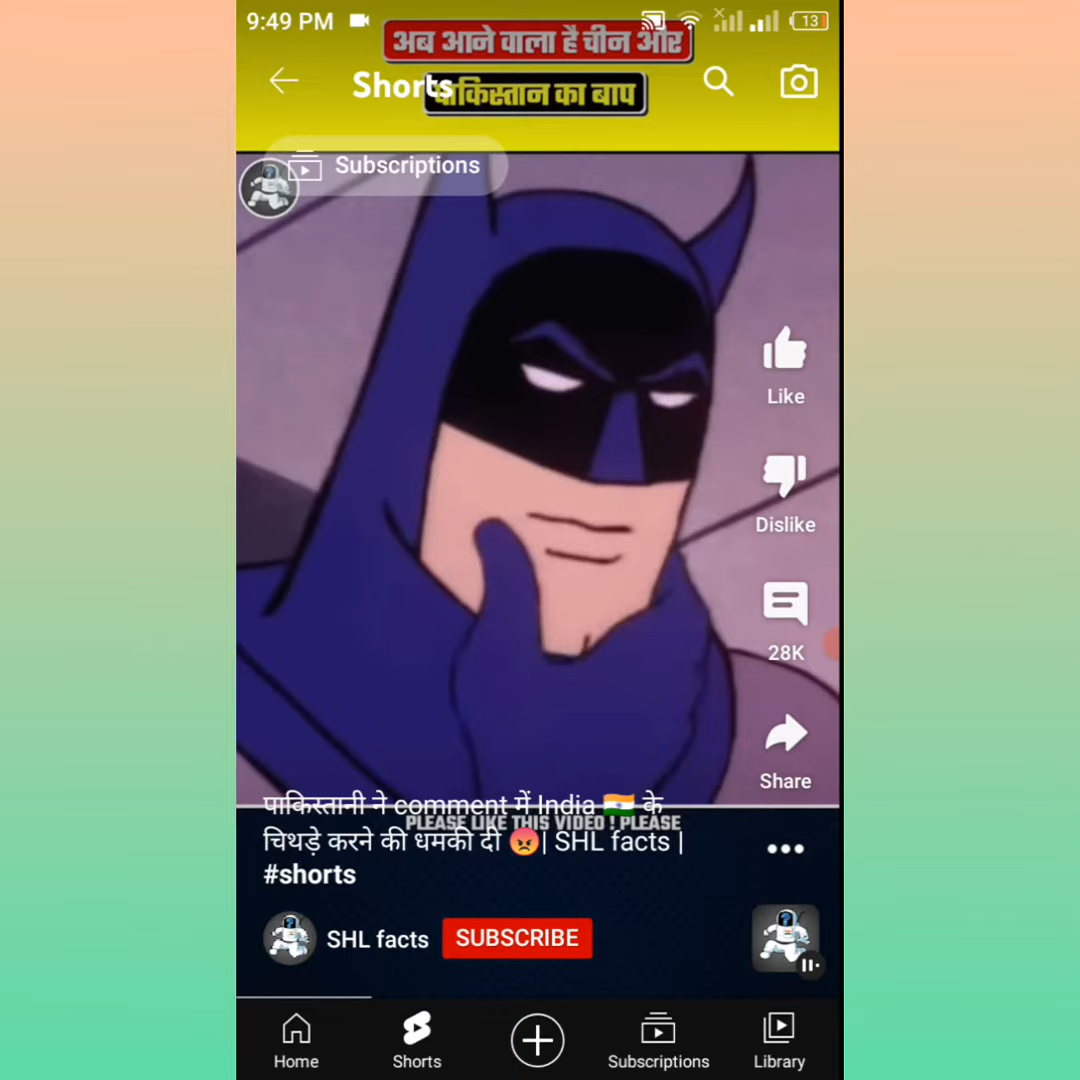 9:49 PM
13
अब आने वाला है चीन और
Shorts
पाकिस्तान का बाप
Subscriptions
Like
Dislike
28K
Share
पाकिस्तानी ने comment में India 🇮🇳 के
PLEASE LIKE THIS VIDEO ! PLEASE
चिथड़े करने की धमकी दी 😡| SHL facts |
#shorts
SHL facts
SUBSCRIBE
Home
Shorts
Subscriptions
Library